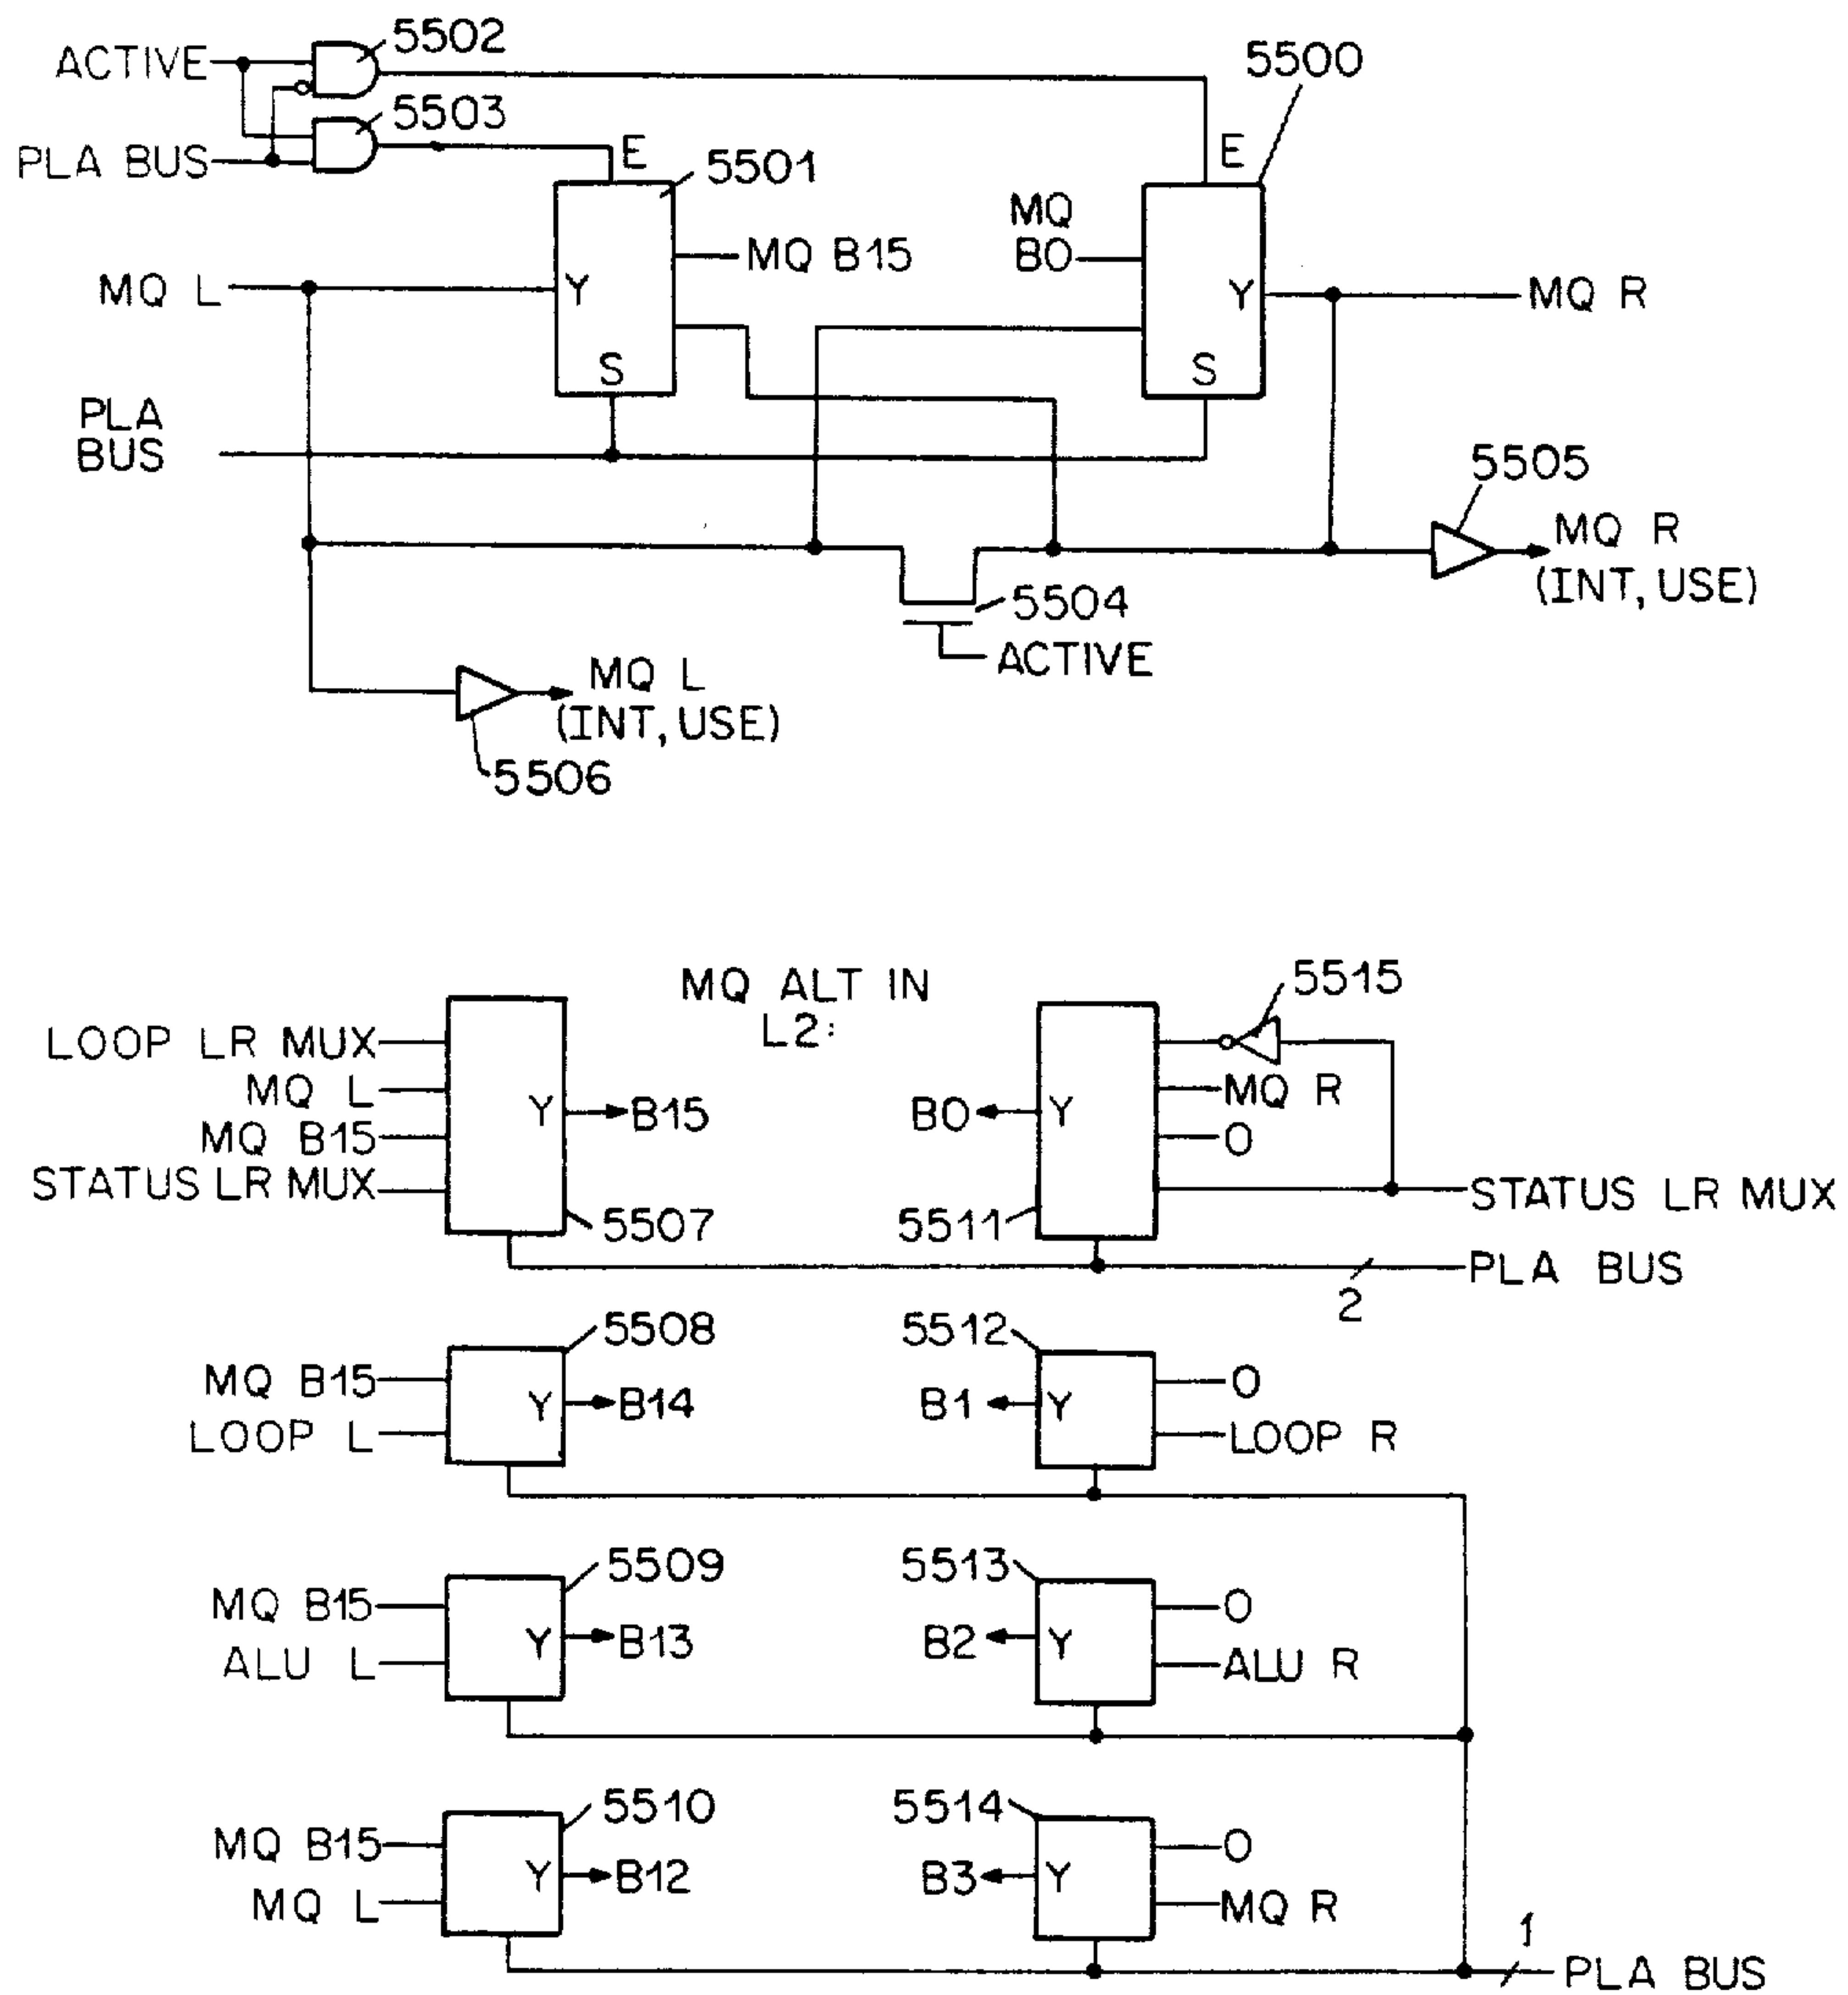 ACTIVE
5502
5500
5503
PLA BUS
E
5501
E
MQ
B0
MQ B15
MQ L
Y
Y
MQ R
S
S
PLA
BUS
5505
MQ R
(INT, USE)
5504
ACTIVE
MQ L
(INT, USE)
5506
MQ ALT IN
L2:
5515
LOOP LR MUX
MQ L
MQ R
Y
B15
B0
Y
MQ B15
0
STATUS LR MUX
STATUS LR MUX
5507
5511
PLA BUS
2
5508
5512
MQ B15
0
Y
B14
B1
Y
LOOP L
LOOP R
5509
5513
MQ B15
0
Y
B13
B2
Y
ALU L
ALU R
5510
5514
MQ B15
0
Y
B12
B3
Y
MQ L
MQ R
1
PLA BUS